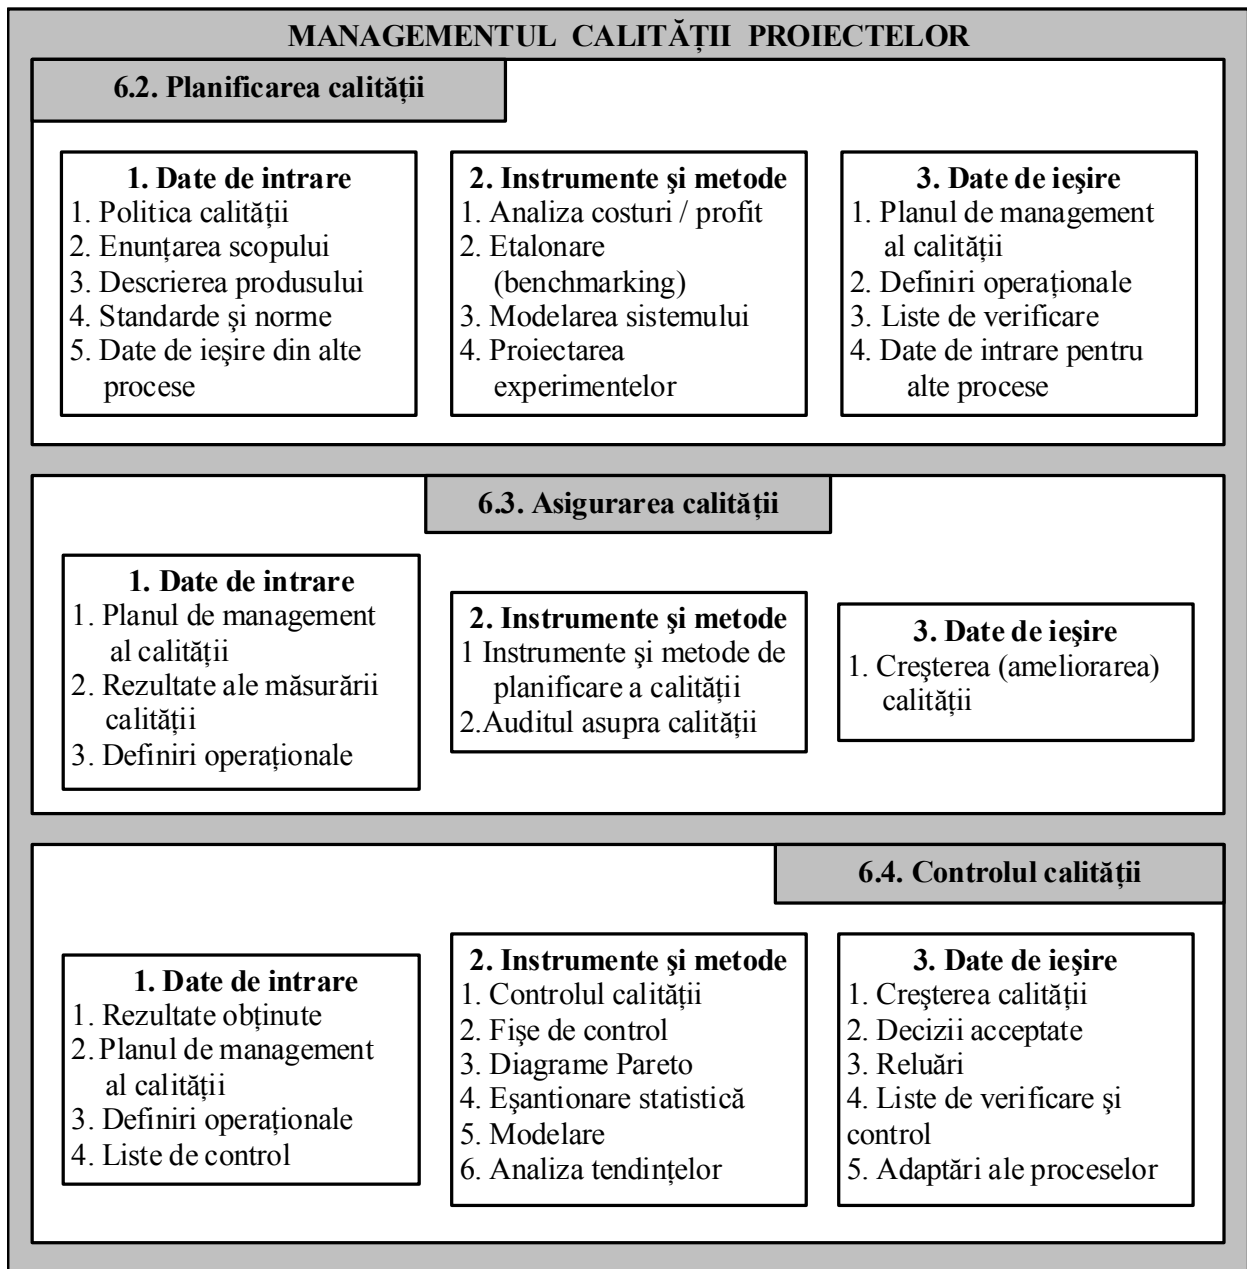 MANAGEMENTUL CALITĂȚII PROIECTELOR
6.2. Planificarea calității
1. Date de intrare
1. Politica calității
2. Enunțarea scopului
3. Descrierea produsului
4. Standarde şi norme
5. Date de ieşire din alte
procese
2. Instrumente şi metode
1. Analiza costuri / profit
2. Etalonare
(benchmarking)
3. Modelarea sistemului
4. Proiectarea
experimentelor
3. Date de ieşire
1. Planul de management
al calității
2. Definiri operaționale
3. Liste de verificare
4. Date de intrare pentru
alte procese
6.3. Asigurarea calității
1. Date de intrare
1. Planul de management
al calității
2. Rezultate ale măsurării
calității
3. Definiri operaționale
2. Instrumente şi metode
1 Instrumente şi metode de
planificare a calității
2.Auditul asupra calității
3. Date de ieşire
1. Creşterea (ameliorarea)
calității
6.4. Controlul calității
1. Date de intrare
1. Rezultate obținute
2. Planul de management
al calității
3. Definiri operaționale
4. Liste de control
2. Instrumente şi metode
1. Controlul calității
2. Fişe de control
3. Diagrame Pareto
4. Eşantionare statistică
5. Modelare
6. Analiza tendințelor
3. Date de ieşire
1. Creşterea calității
2. Decizii acceptate
3. Reluări
4. Liste de verificare şi
control
5. Adaptări ale proceselor